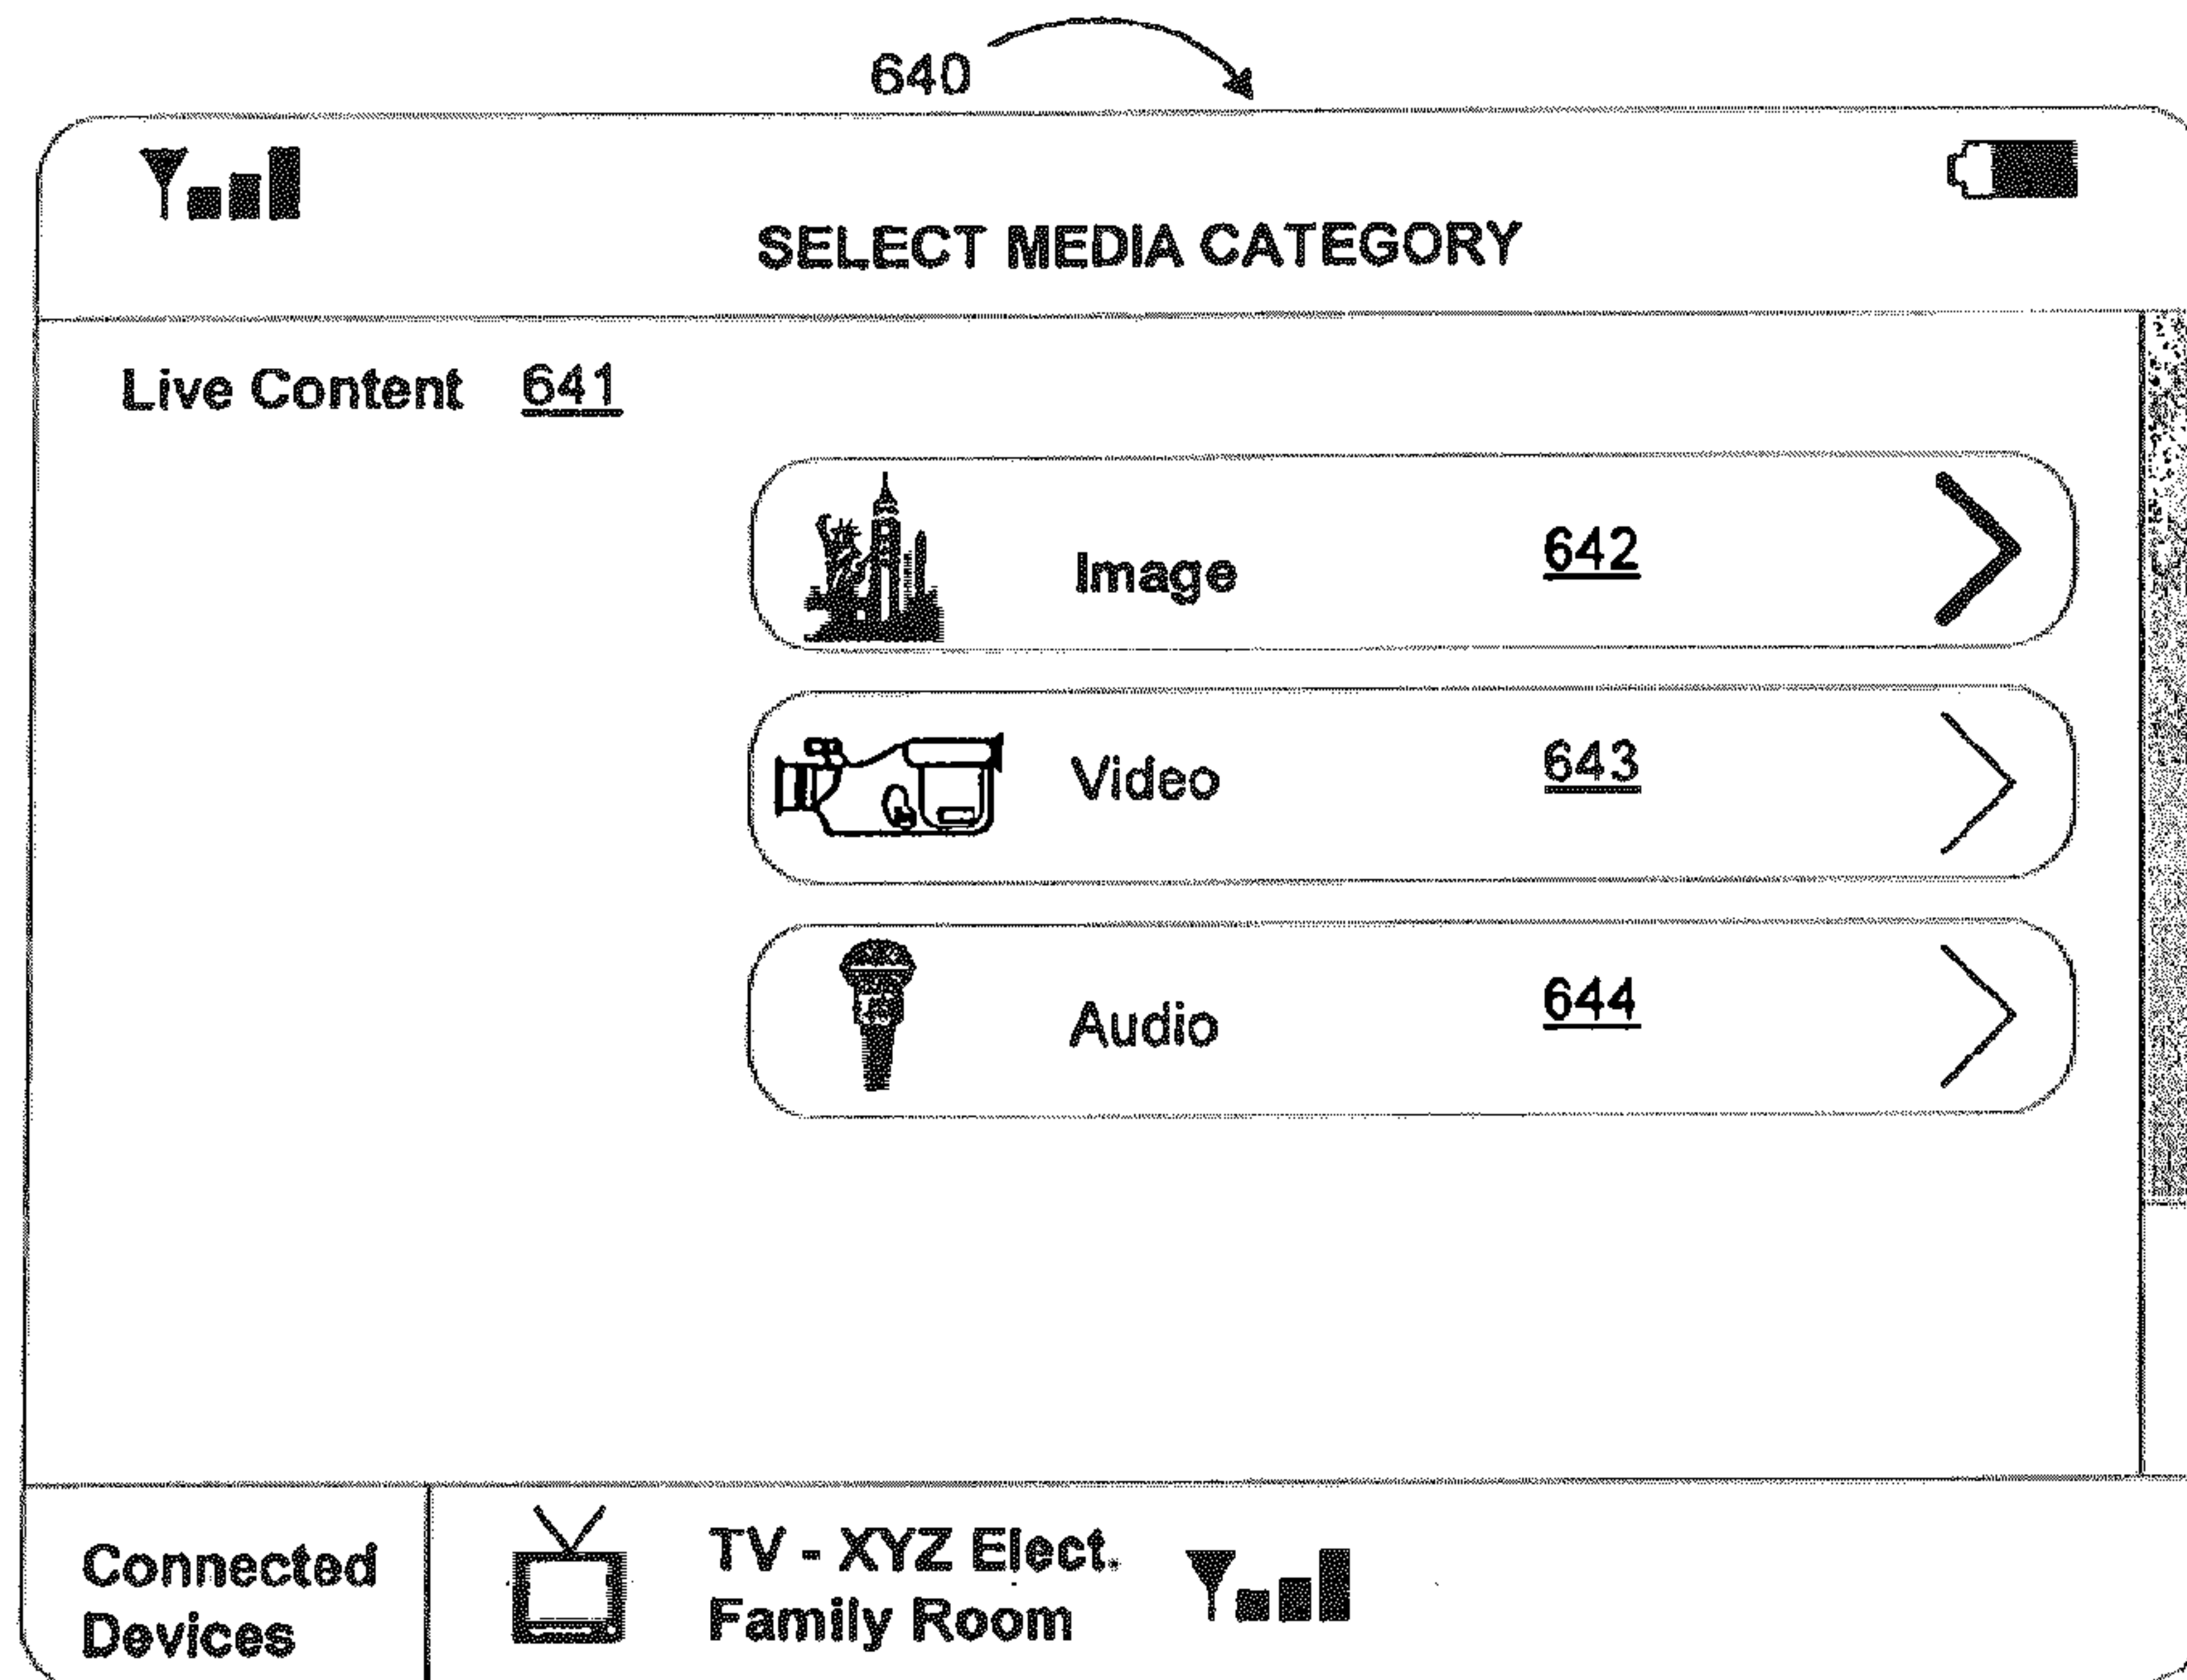 640
SELECT MEDIA CATEGORY
Live Content 641
Image 642
Video 643
Audio 644
Connected
Devices
TV - XYZ Elect.
Family Room